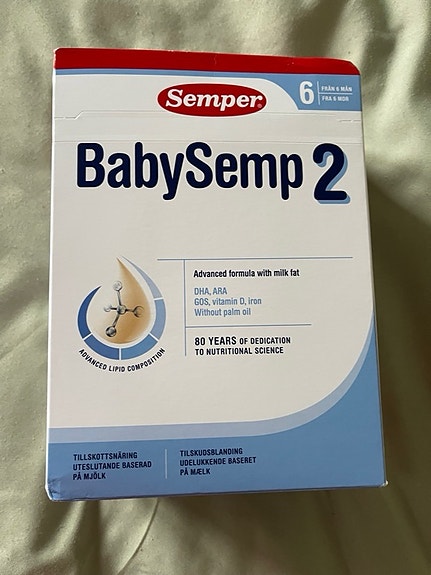 Semper®
6
FRÅN 6 MÅN
FRA 6 MDR
BabySemp 2
Advanced formula with milk fat
DHA, ARA
GOS, vitamin D, iron
Without palm oil
80 YEARS OF DEDICATION
TO NUTRITIONAL SCIENCE
ADVANCED LIPID COMPOSITION
TILLSKOTTSNÄRING
UTESLUTANDE BASERAD
PÅ MJÖLK
TILSKUDSBLANDING
UDELUKKENDE BASERET
PÅ MÆLK